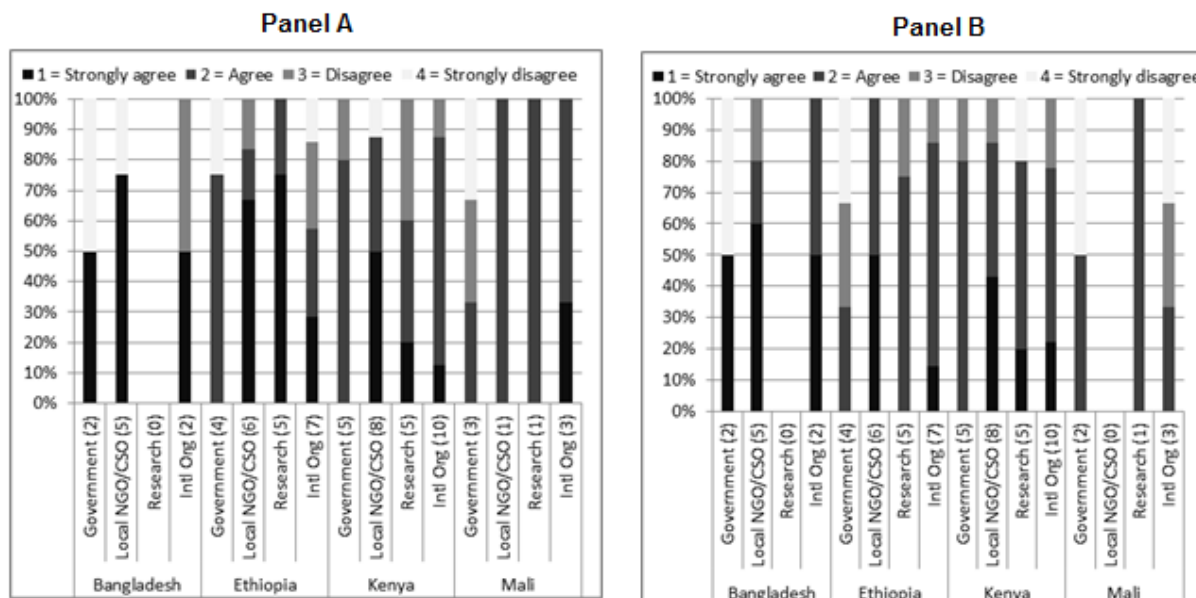 Panel A
1 = Strongly agree 2 = Agree 3 = Disagree 4 = Strongly disagree
100%
90%
80%
70%
60%
50%
40%
30%
20%
10%
0%
Government (2)
Local NGO/CSO (5)
Research (0)
Intl Org (2)
Government (4)
Local NGO/CSO (6)
Research (5)
Intl Org (7)
Government (5)
Local NGO/CSO (8)
Research (5)
Intl Org (10)
Government (3)
Local NGO/CSO (1)
Research (1)
Intl Org (3)
Bangladesh Ethiopia Kenya Mali
Panel B
1 = Strongly agree 2 = Agree 3 = Disagree 4 = Strongly disagree
100%
90%
80%
70%
60%
50%
40%
30%
20%
10%
0%
Government (2)
Local NGO/CSO (5)
Research (0)
Intl Org (2)
Government (4)
Local NGO/CSO (6)
Research (5)
Intl Org (7)
Government (5)
Local NGO/CSO (8)
Research (5)
Intl Org (10)
Government (2)
Local NGO/CSO (0)
Research (1)
Intl Org (3)
Bangladesh Ethiopia Kenya Mali